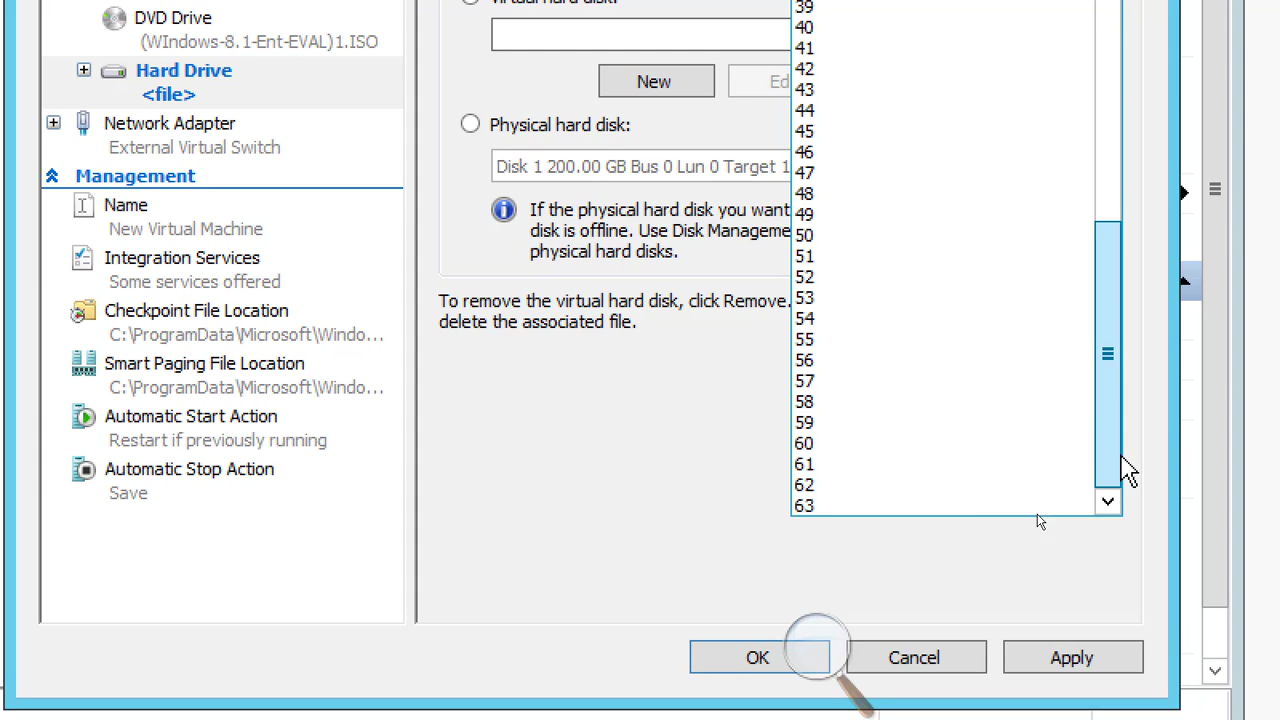 DVD Drive
(WIndows-8.1-Ent-EVAL)1.ISO
Hard Drive
<file>
Network Adapter
External Virtual Switch
Management
Name
New Virtual Machine
Integration Services
Some services offered
Checkpoint File Location
C:\ProgramData\Microsoft\Windo...
Smart Paging File Location
C:\ProgramData\Microsoft\Windo...
Automatic Start Action
Restart if previously running
Automatic Stop Action
Save
Virtual hard disk:
New
Ed
Physical hard disk:
Disk 1 200.00 GB Bus 0 Lun 0 Target 1
If the physical hard disk you want
disk is offline. Use Disk Manageme
physical hard disks.
To remove the virtual hard disk, click Remove.
delete the associated file.
39
40
41
42
43
44
45
46
47
48
49
50
51
52
53
54
55
56
57
58
59
60
61
62
63
OK
Cancel
Apply